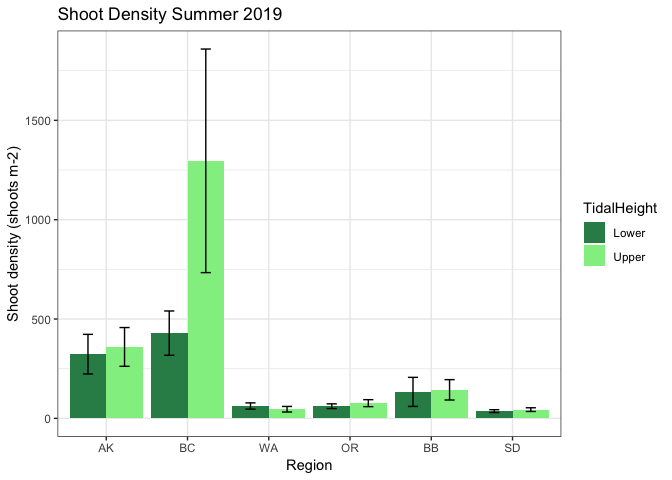 Shoot Density Summer 2019
Shoot density (shoots m-2)
1500
1000
500
0
AK BC WA OR BB SD
Region
TidalHeight
Lower
Upper